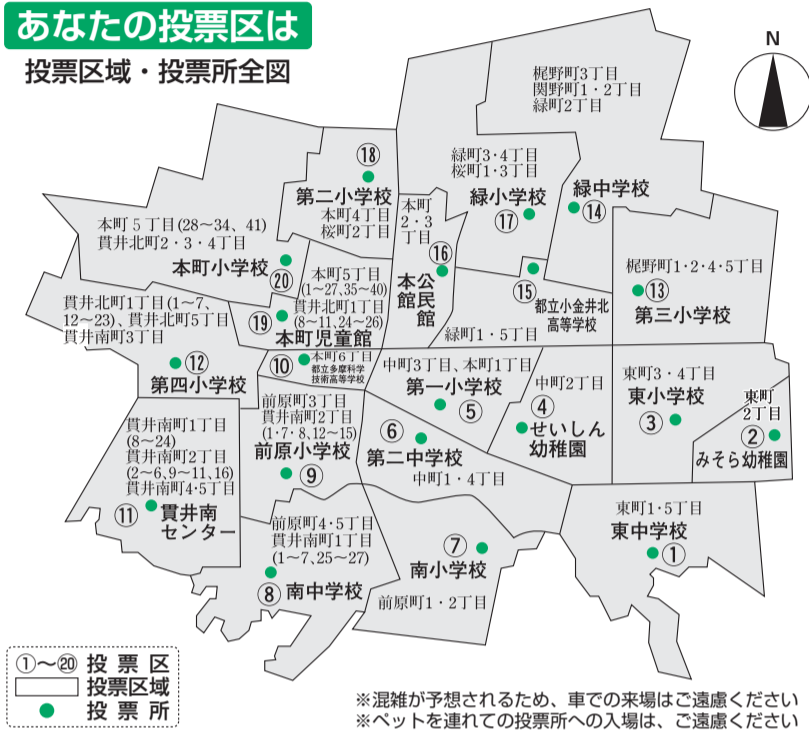 あなたの投票区は
投票区域・投票所全図
N
梶野町3丁目
関野町1・2丁目
緑町2丁目
緑中学校
⑭
⑱
第二小学校
本町4丁目
桜町2丁目
緑町3・4丁目
桜町1・3丁目
緑小学校
⑰
本町
2・3
丁目
⑯
公民館
本館
本町5丁目(28〜34、41)
貫井北町2・3・4丁目
本町小学校
⑳
本町5丁目
(1〜27、35〜40)
貫井北町1丁目
(8〜11、24〜26)
⑲
本町児童館
⑮
都立小金井北
高等学校
緑町1・5丁目
梶野町1・2・4・5丁目
⑬
第三小学校
貫井北町1丁目(1〜7、
12〜23)、貫井北町5丁目
貫井南町3丁目
⑫
第四小学校
⑩
本町6丁目
都立多摩科学
技術高等学校
中町3丁目、本町1丁目
第一小学校
⑤
中町2丁目
④
せいしん
幼稚園
東町3・4丁目
東小学校
③
東町
2丁目
②
みそら幼稚園
前原町3丁目
貫井南町2丁目
(1・7・8、12〜15)
前原小学校
⑨
⑥
第二中学校
中町1・4丁目
貫井南町1丁目
(8〜24)
貫井南町2丁目
(2〜6、9〜11、16)
貫井南町4・5丁目
⑪
貫井南
センター
前原町4・5丁目
貫井南町1丁目
(1〜7、25〜27)
⑧
南中学校
⑦
南小学校
前原町1・2丁目
東町1・5丁目
東中学校
①
①〜⑳ 投票区
投票区域
投票所
※混雑が予想されるため、車での来場はご遠慮ください
※ペットを連れての投票所への入場は、ご遠慮ください